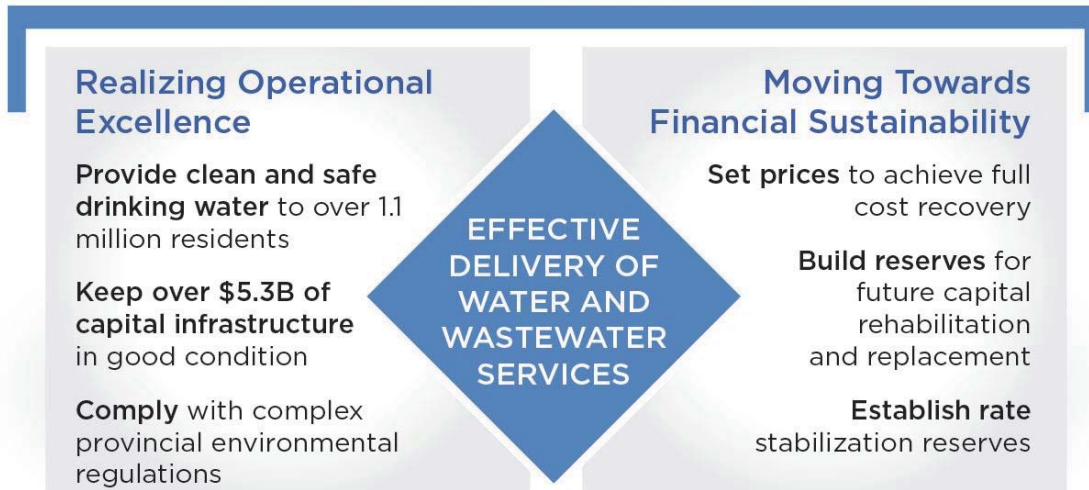 Realizing Operational
Excellence
Provide clean and safe
drinking water to over 1.1
million residents
Keep over $5.3B of
capital infrastructure
in good condition
Comply with complex
provincial environmental
regulations
EFFECTIVE
DELIVERY OF
WATER AND
WASTEWATER
SERVICES
Moving Towards
Financial Sustainability
Set prices to achieve full
cost recovery
Build reserves for
future capital
rehabilitation
and replacement
Establish rate
stabilization reserves